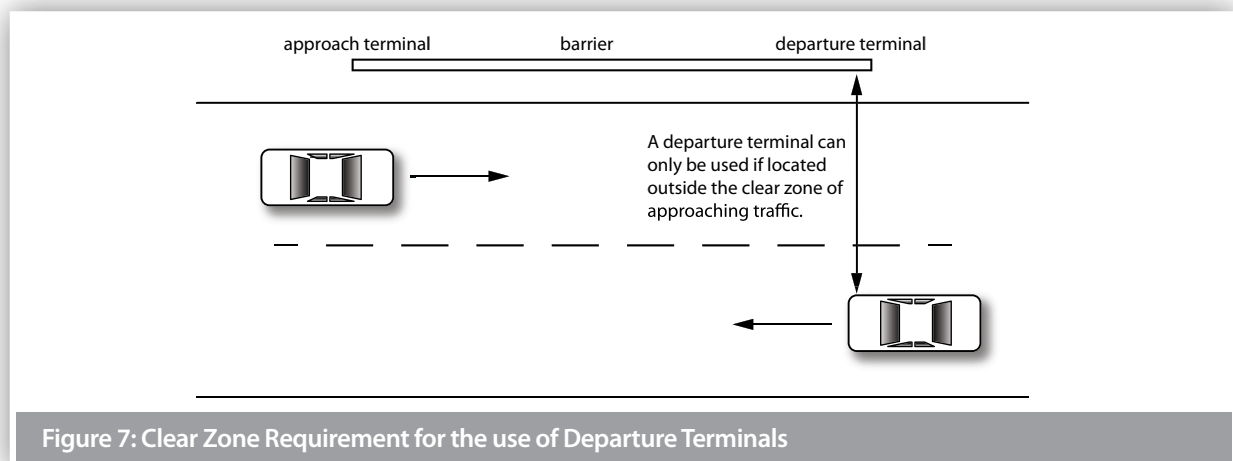 approach terminal barrier departure terminal
A departure terminal can
only be used if located
outside the clear zone of
approaching traffic.
Figure 7: Clear Zone Requirement for the use of Departure Terminals